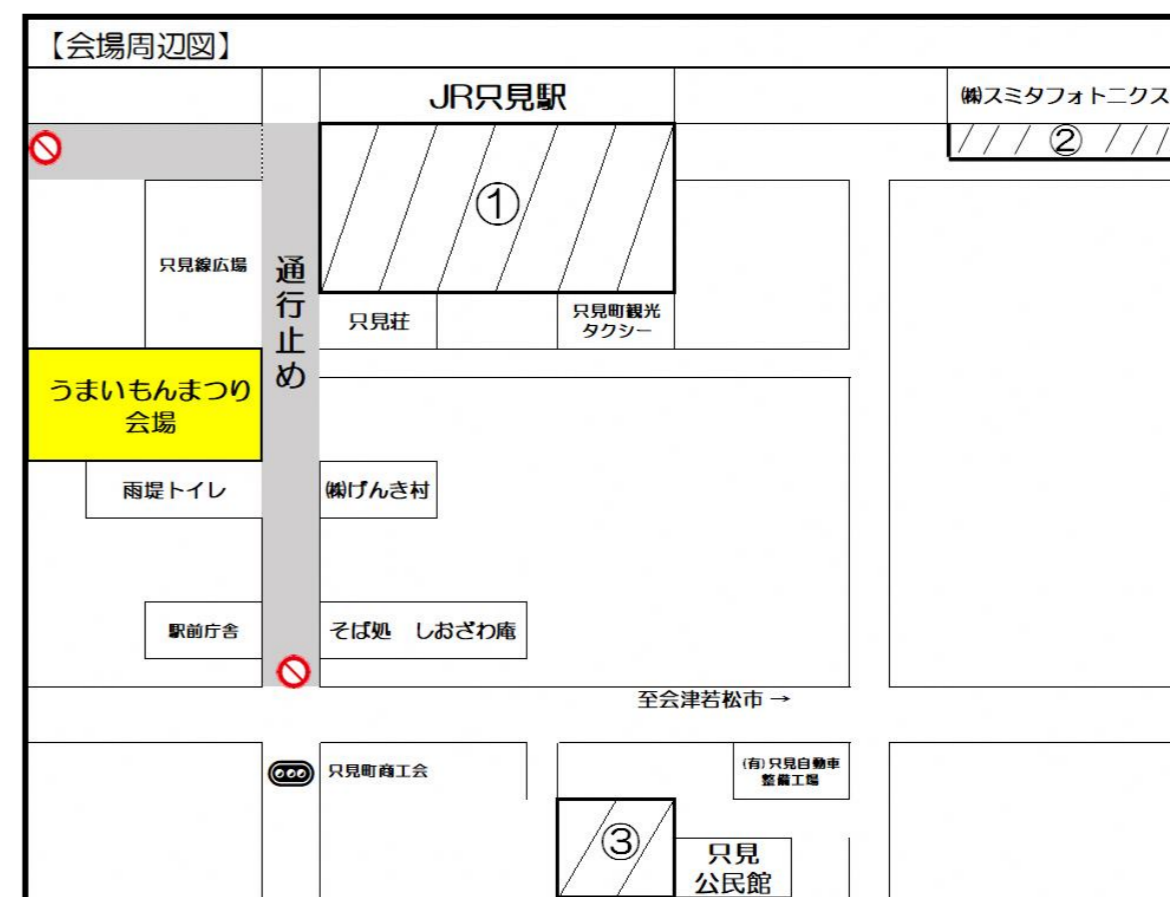 【会場周辺図】
JR只見駅
㈱スミタフォトニクス
①
②
只見線広場
通行止め
只見荘
只見町観光
タクシー
うまいもんまつり
会場
雨堤トイレ
㈱げんき村
駅前庁舎
そば処 しおざわ庵
至会津若松市→
只見町商工会
(有)只見自動車
整備工場
③
只見
公民館